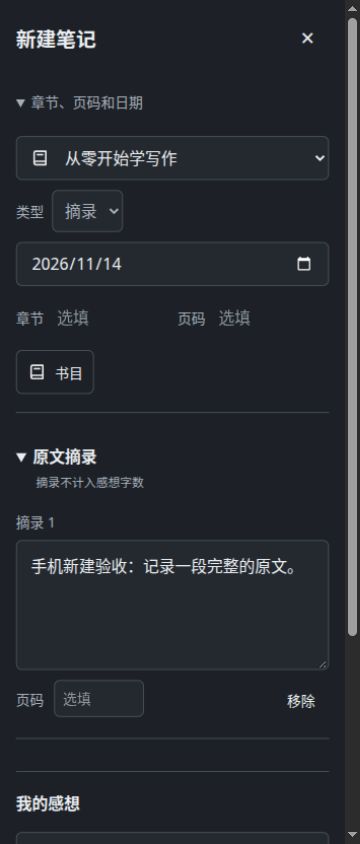 新建笔记
章节、页码和日期
从零开始学写作
类型 摘录
2026/11/14
章节 选填 页码 选填
书目
原文摘录
摘录不计入感想字数
摘录 1
手机新建验收：记录一段完整的原文。
页码 选填 移除
我的感想